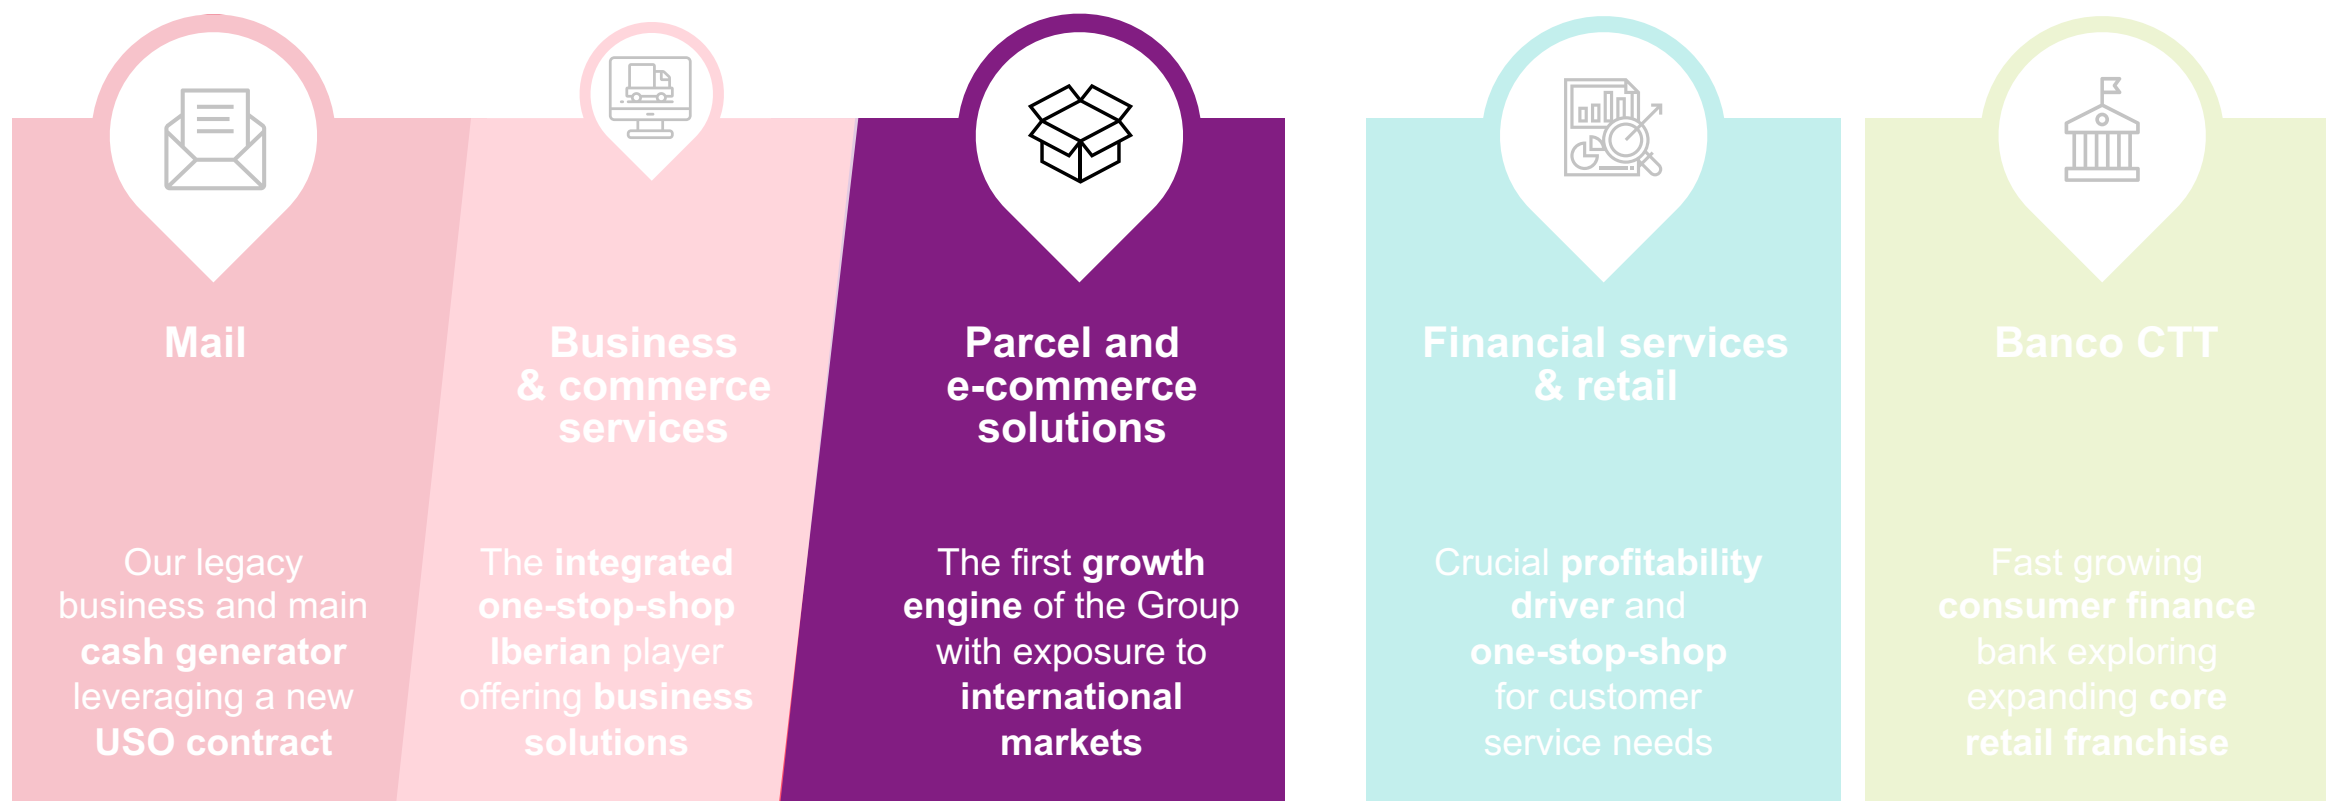 Mail
Our legacy
business and main
cash generator
leveraging a new
USO contract
Business
& commerce
services
The integrated
one-stop-shop
Iberian player
offering business
solutions
Parcel and
e-commerce
solutions
The first growth
engine of the Group
with exposure to
international
markets
Financial services
& retail
Crucial profitability
driver and
one-stop-shop
for customer
service needs
Banco CTT
Fast growing
consumer finance
bank exploring
expanding core
retail franchise